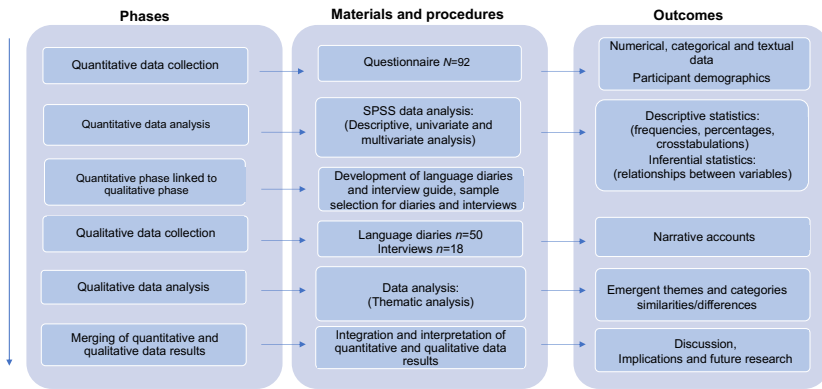 Phases
Materials and procedures
Outcomes
Quantitative data collection
Questionnaire N=92
Numerical, categorical and textual
data
Participant demographics
Quantitative data analysis
SPSS data analysis:
(Descriptive, univariate and
multivariate analysis)
Descriptive statistics:
(frequencies, percentages,
crosstabulations)
Inferential statistics:
(relationships between variables)
Quantitative phase linked to
qualitative phase
Development of language diaries
and interview guide, sample
selection for diaries and interviews
Qualitative data collection
Language diaries n=50
Interviews n=18
Narrative accounts
Qualitative data analysis
Data analysis:
(Thematic analysis)
Emergent themes and categories
similarities/differences
Merging of quantitative and
qualitative data results
Integration and interpretation of
quantitative and qualitative data
results
Discussion,
Implications and future research